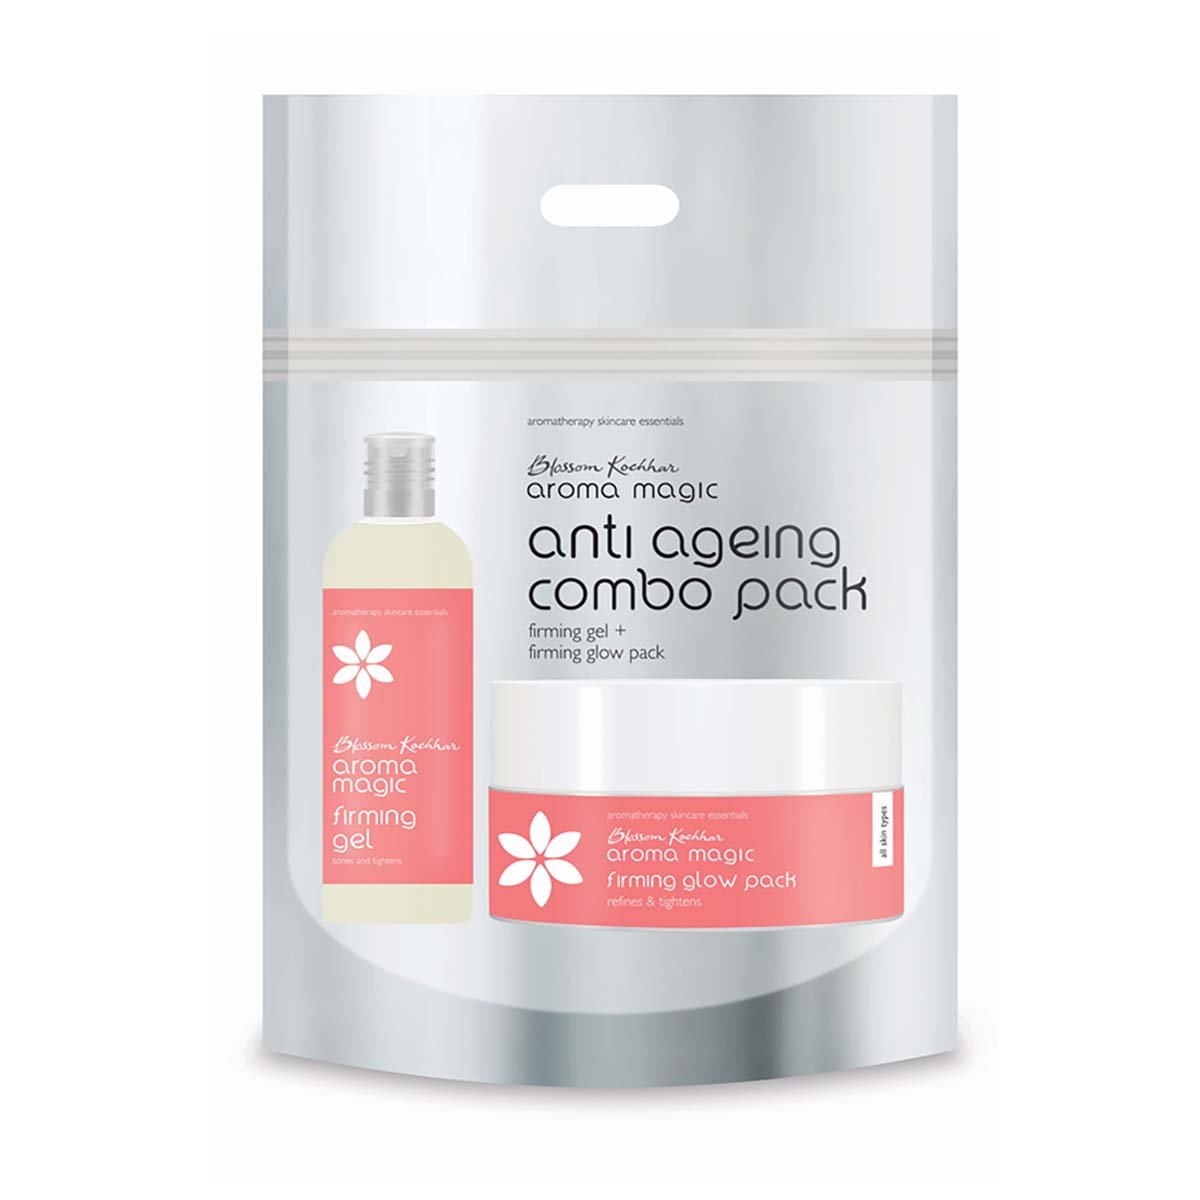 aromatherapy skincare essentials
Blossom Kochhar
aroma magic
anti ageing
combo pack
firming gel +
firming glow pack
aromatherapy skincare essentials
Blossom Kochhar
aroma
magic
firming
gel
tones and tightens
aromatherapy skincare essentials
Blossom Kochhar
aroma magic
firming glow pack
refines & tightens
all skin types